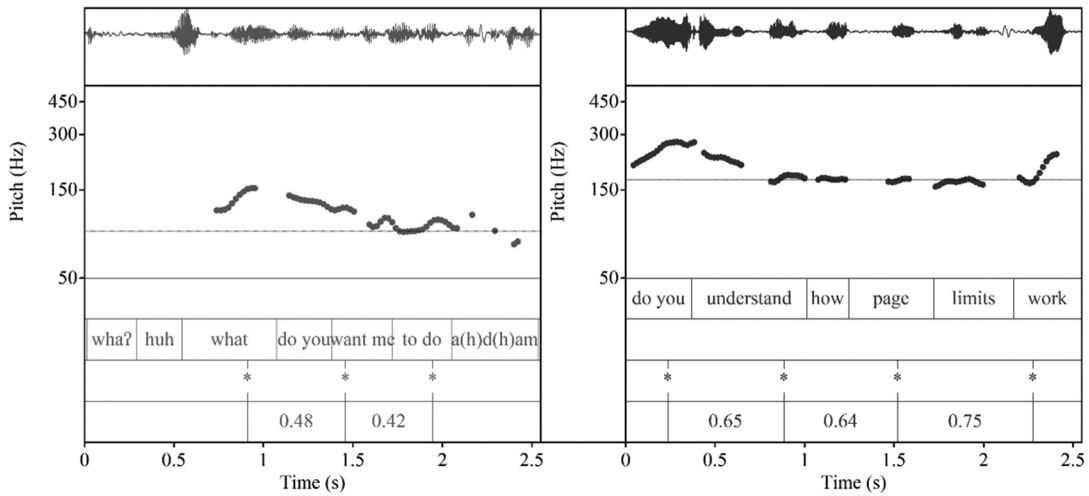 450
300
150
50
Pitch (Hz)
wha? huh what do you want me to do a(h)d(h)am
* * *
0.48 0.42
0 0.5 1 1.5 2 2.5
Time (s)
450
300
150
50
Pitch (Hz)
do you understand how page limits work
* * * *
0.65 0.64 0.75
0 0.5 1 1.5 2 2.5
Time (s)